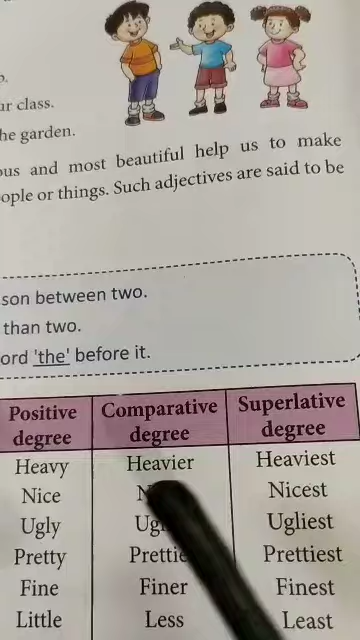 ur class.
he garden.
ous and most beautiful help us to make
ople or things. Such adjectives are said to be
son between two.
than two.
ord 'the' before it.
Positive degree Comparative degree Superlative degree
Heavy Heavier Heaviest
Nice Nicest
Ugly Ugliest
Pretty Prettie Prettiest
Fine Finer Finest
Little Less Least